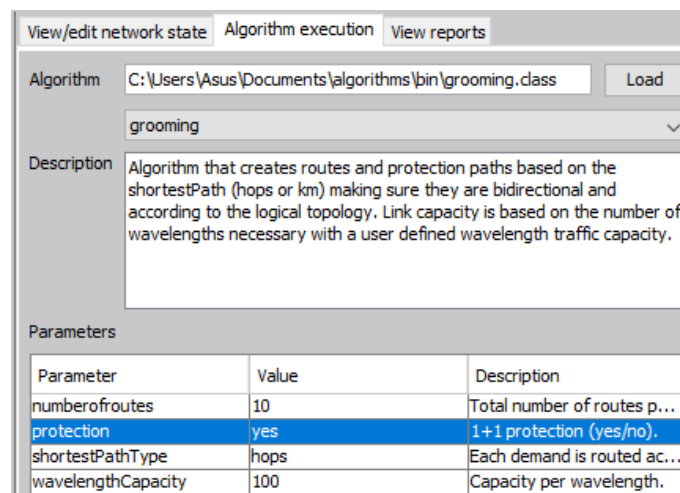 View/edit network state Algorithm execution View reports
Algorithm C:\Users\Asus\Documents\algorithms\bin\grooming.class Load
grooming
Description Algorithm that creates routes and protection paths based on the
shortestPath (hops or km) making sure they are bidirectional and
according to the logical topology. Link capacity is based on the number of
wavelengths necessary with a user defined wavelength traffic capacity.
Parameters
Parameter Value Description
numberofroutes 10 Total number of routes p...
protection yes 1+1 protection (yes/no).
shortestPathType hops Each demand is routed ac...
wavelengthCapacity 100 Capacity per wavelength.